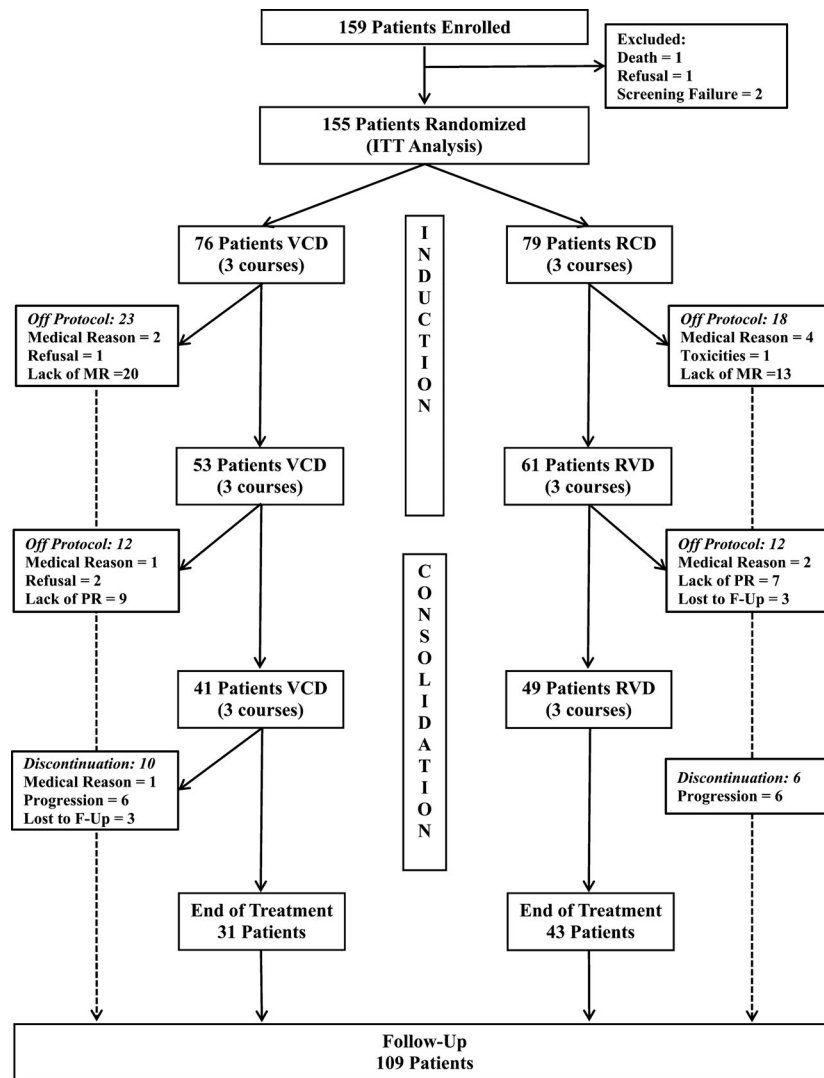 159 Patients Enrolled
Excluded:
Death = 1
Refusal = 1
Screening Failure = 2
155 Patients Randomized
(ITT Analysis)
76 Patients VCD
(3 courses)
INDUCTION
79 Patients RCD
(3 courses)
Off Protocol: 23
Medical Reason = 2
Refusal = 1
Lack of MR =20
Off Protocol: 18
Medical Reason = 4
Toxicities = 1
Lack of MR =13
53 Patients VCD
(3 courses)
61 Patients RVD
(3 courses)
Off Protocol: 12
Medical Reason = 1
Refusal = 2
Lack of PR = 9
CONSOLIDATION
Off Protocol: 12
Medical Reason = 2
Lack of PR = 7
Lost to F-Up = 3
41 Patients VCD
(3 courses)
49 Patients RVD
(3 courses)
Discontinuation: 10
Medical Reason = 1
Progression = 6
Lost to F-Up = 3
Discontinuation: 6
Progression = 6
End of Treatment
31 Patients
End of Treatment
43 Patients
Follow-Up
109 Patients